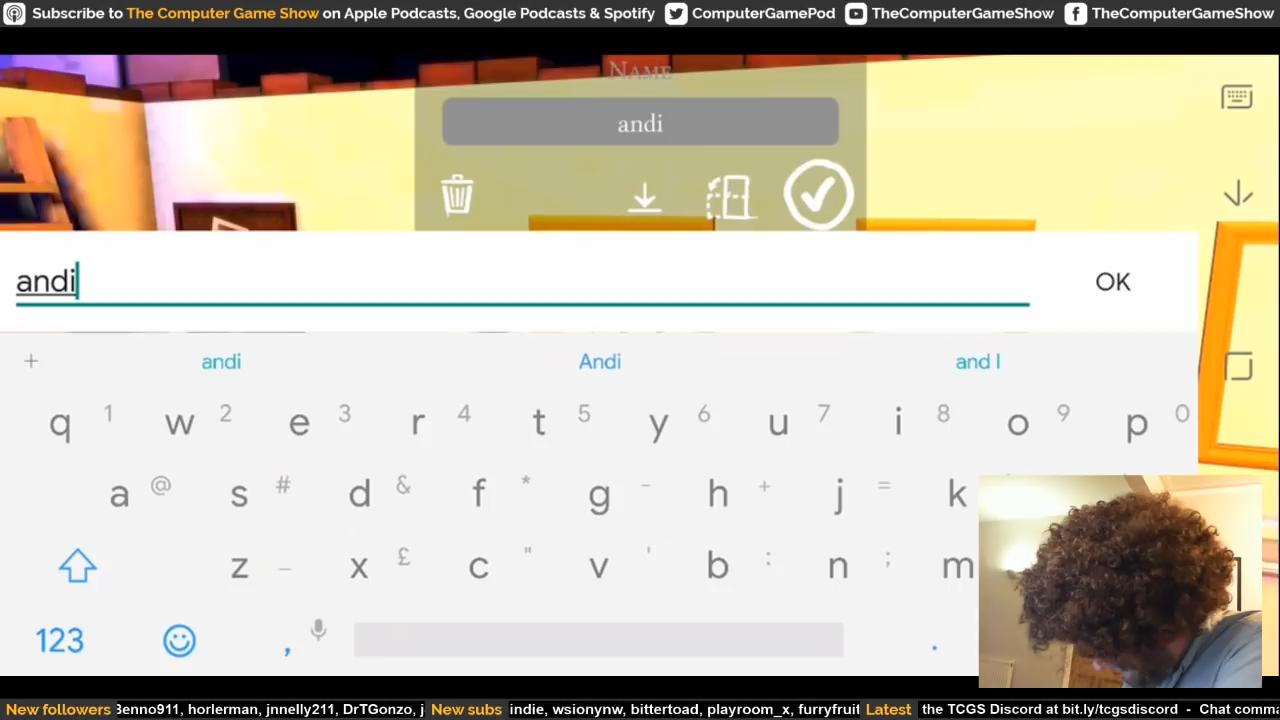 Subscribe to The Computer Game Show on Apple Podcasts, Google Podcasts & Spotify ComputerGamePod TheComputerGameShow TheComputerGameShow
NAME
andi
andi OK
+ andi Andi and I
q 1 w 2 e 3 r 4 t 5 y 6 u 7 i 8 o 9 p 0
a @ s # d & f * g - h + j = k
z _ x £ c " v ' b : n ; m
123 , .
New followers Benno911, horlerman, jnnelly211, DrTGonzo, j New subs indie, wsionynw, bittertoad, playroom_x, furryfruit Latest the TCGS Discord at bit.ly/tcgsdiscord - Chat comma